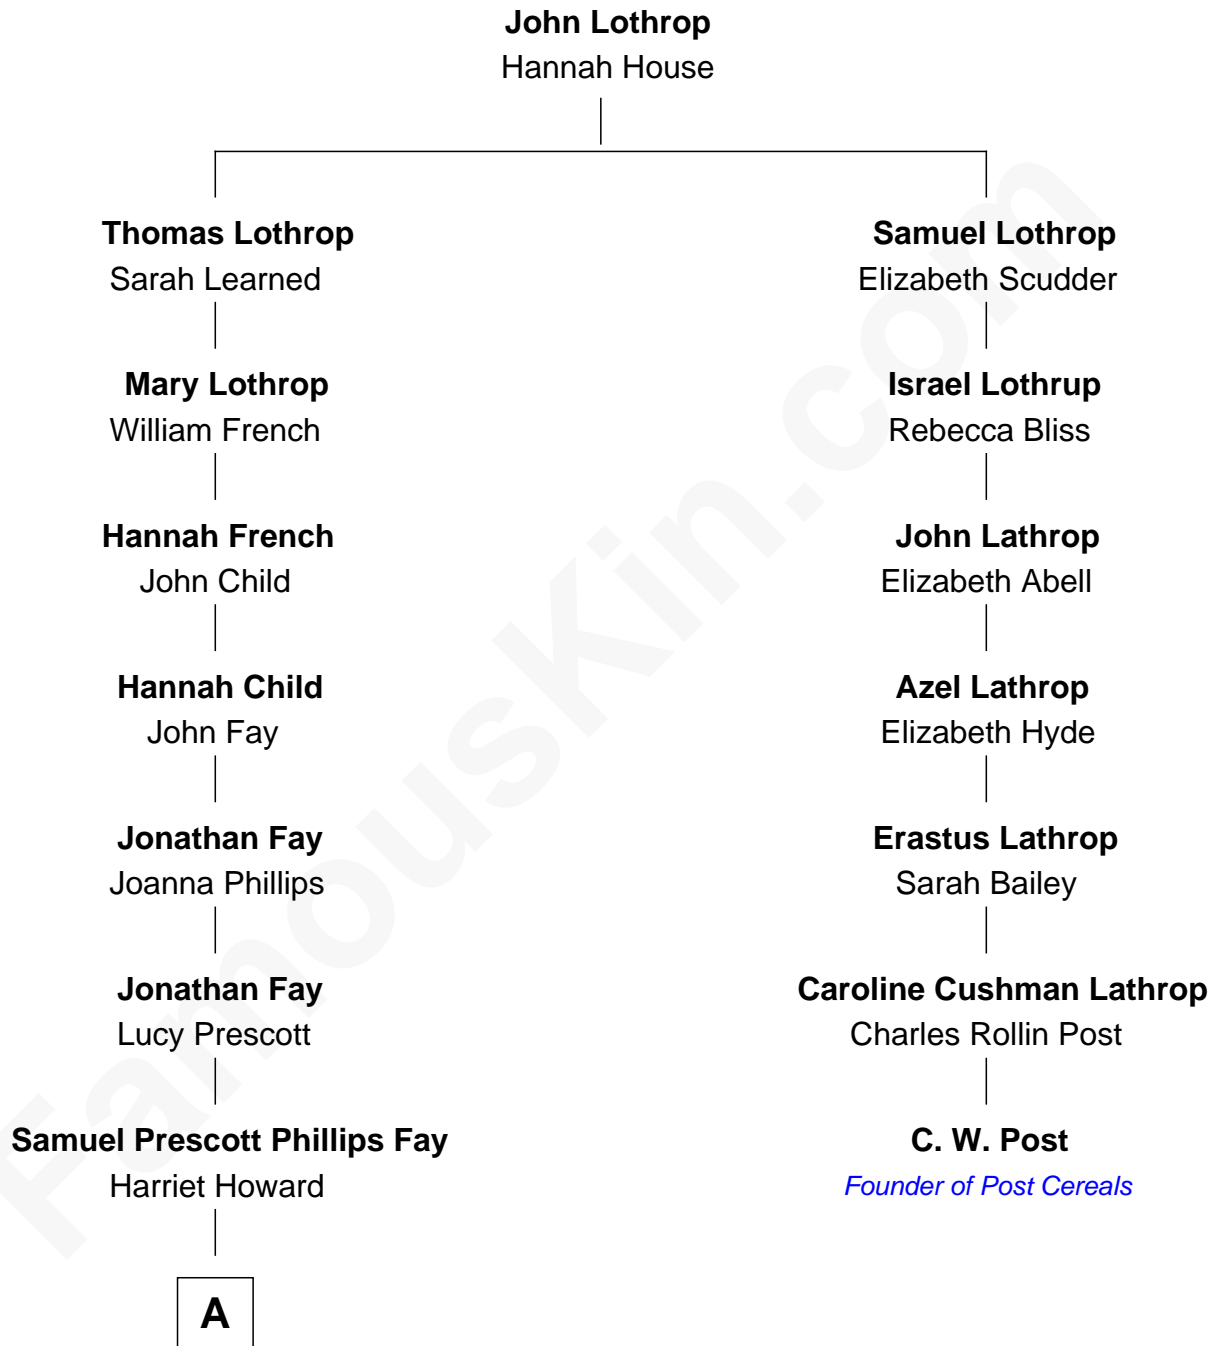 John Lothrop
Hannah House
Thomas Lothrop
Sarah Learned
Samuel Lothrop
Elizabeth Scudder
Mary Lothrop
William French
Israel Lothrup
Rebecca Bliss
Hannah French
John Child
John Lathrop
Elizabeth Abell
Hannah Child
John Fay
Azel Lathrop
Elizabeth Hyde
Jonathan Fay
Joanna Phillips
Erastus Lathrop
Sarah Bailey
Jonathan Fay
Lucy Prescott
Caroline Cushman Lathrop
Charles Rollin Post
Samuel Prescott Phillips Fay
Harriet Howard
C. W. Post
Founder of Post Cereals
A
FamousKin.com